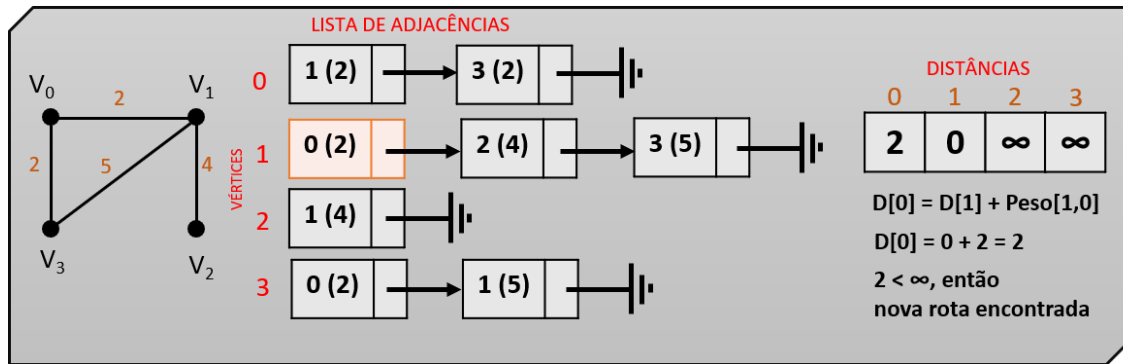 LISTA DE ADJACÊNCIAS
V0
V1
V3
V2
2
2
5
4
VÉRTICES
0
1 (2)
3 (2)
1
0 (2)
2 (4)
3 (5)
2
1 (4)
3
0 (2)
1 (5)
DISTÂNCIAS
0 1 2 3
2 0 ∞ ∞
D[0] = D[1] + Peso[1,0]
D[0] = 0 + 2 = 2
2 < ∞, então
nova rota encontrada